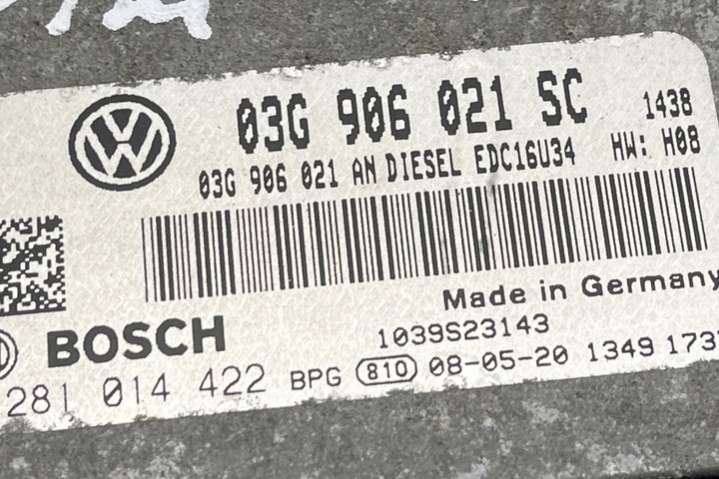 03G 906 021 SC 1438
03G 906 021 AN DIESEL EDC16U34 HW: H08
Made in Germany
BOSCH 1039S23143
281 014 422 BPG 810 08-05-20 1349 173